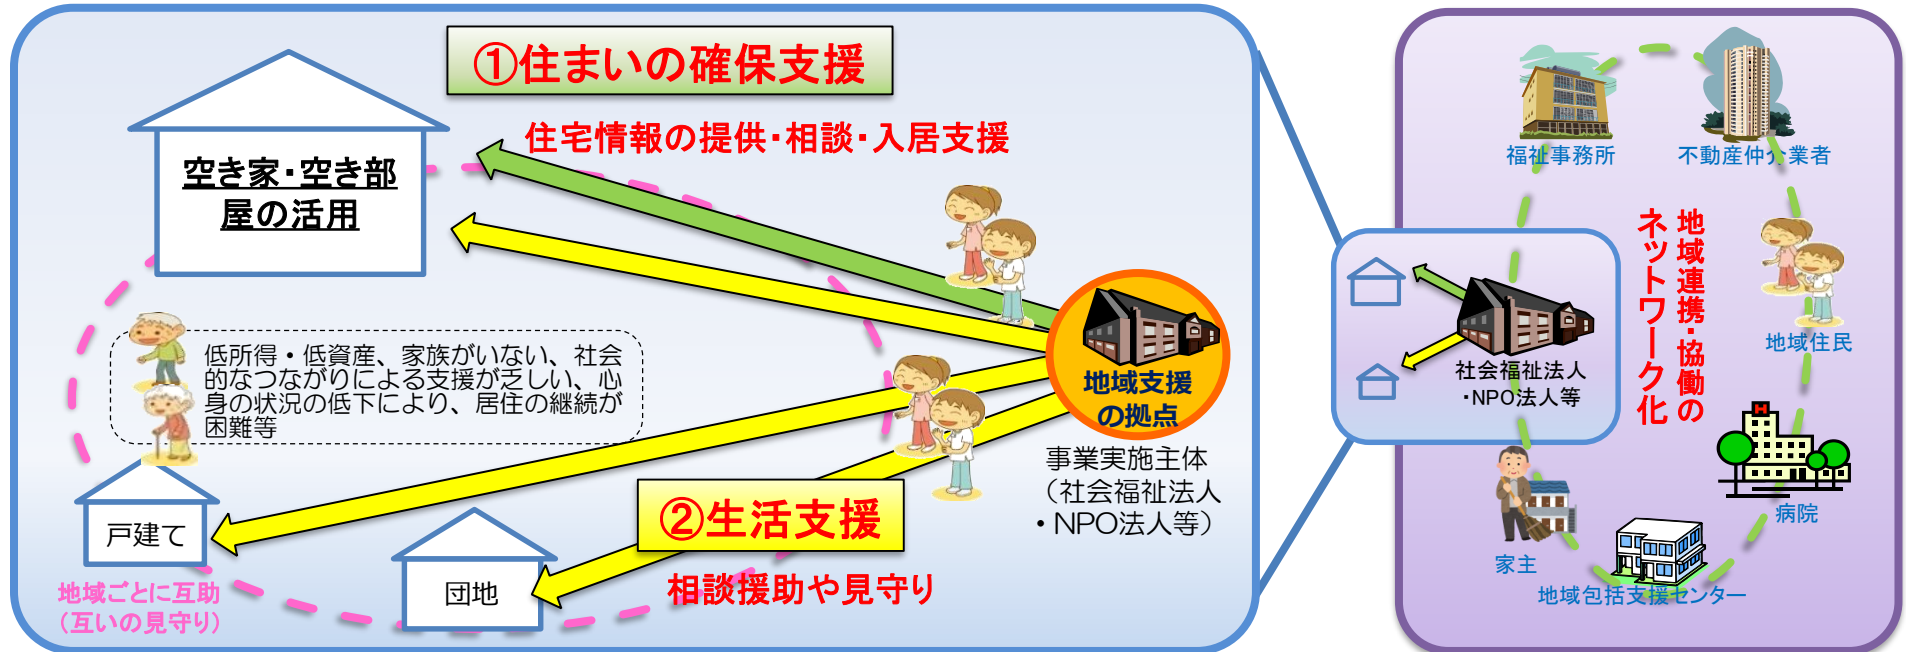 ①住まいの確保支援
住宅情報の提供・相談・入居支援
空き家・空き部
屋の活用
低所得・低資産、家族がいない、社会
的なつながりによる支援が乏しい、心
身の状況の低下により、居住の継続が
困難等
地域支援
の拠点
事業実施主体
（社会福祉法人
・NPO法人等）
戸建て
②生活支援
相談援助や見守り
団地
地域ごとに互助
（互いの見守り）
福祉事務所
不動産仲介業者
地域連携・協働の
ネットワーク化
地域住民
社会福祉法人
・NPO法人等
病院
家主
地域包括支援センター